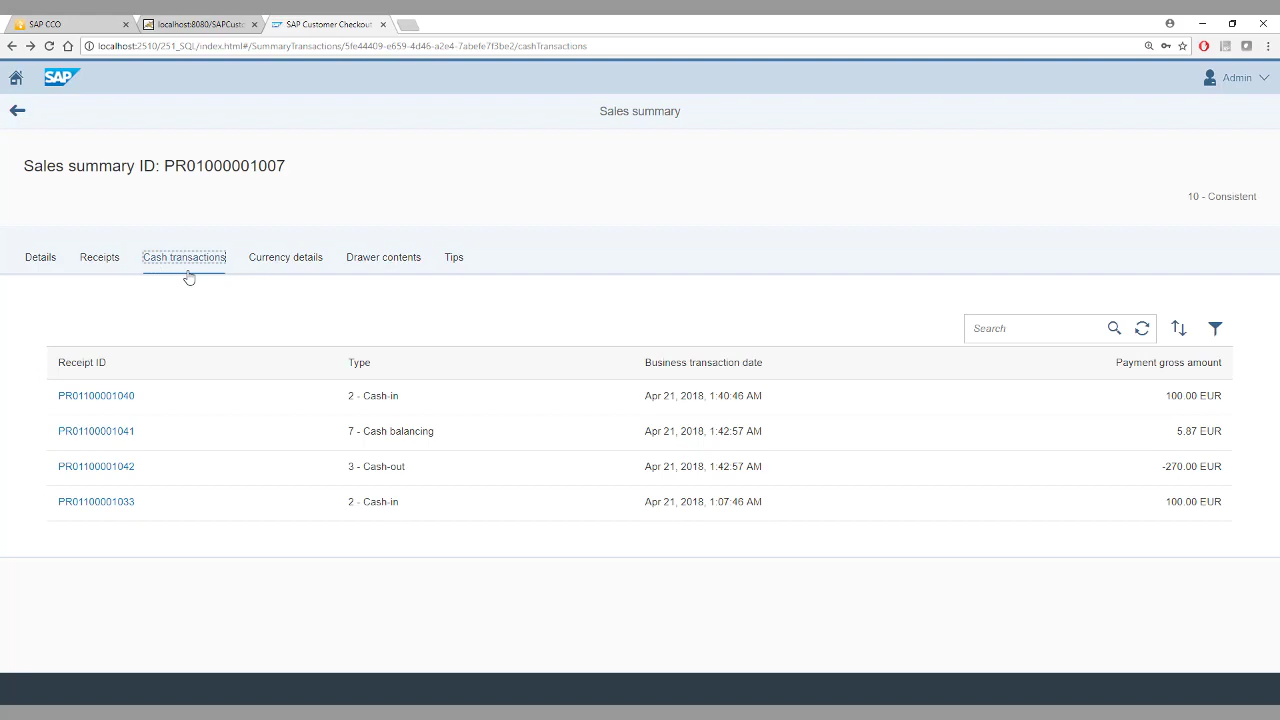 SAP CCO
localhost:8080/SAPCusto
SAP Customer Checkout
localhost:2510/251_SQL/index.html#/SummaryTransactions/5fe44409-e659-4d46-a2e4-7abefe7f3be2/cashTransactions
SAP
Admin
Sales summary
Sales summary ID: PR01000001007
10 - Consistent
Details
Receipts
Cash transactions
Currency details
Drawer contents
Tips
Search
Receipt ID Type Business transaction date Payment gross amount
PR01100001040 2 - Cash-in Apr 21, 2018, 1:40:46 AM 100.00 EUR
PR01100001041 7 - Cash balancing Apr 21, 2018, 1:42:57 AM 5.87 EUR
PR01100001042 3 - Cash-out Apr 21, 2018, 1:42:57 AM -270.00 EUR
PR01100001033 2 - Cash-in Apr 21, 2018, 1:07:46 AM 100.00 EUR